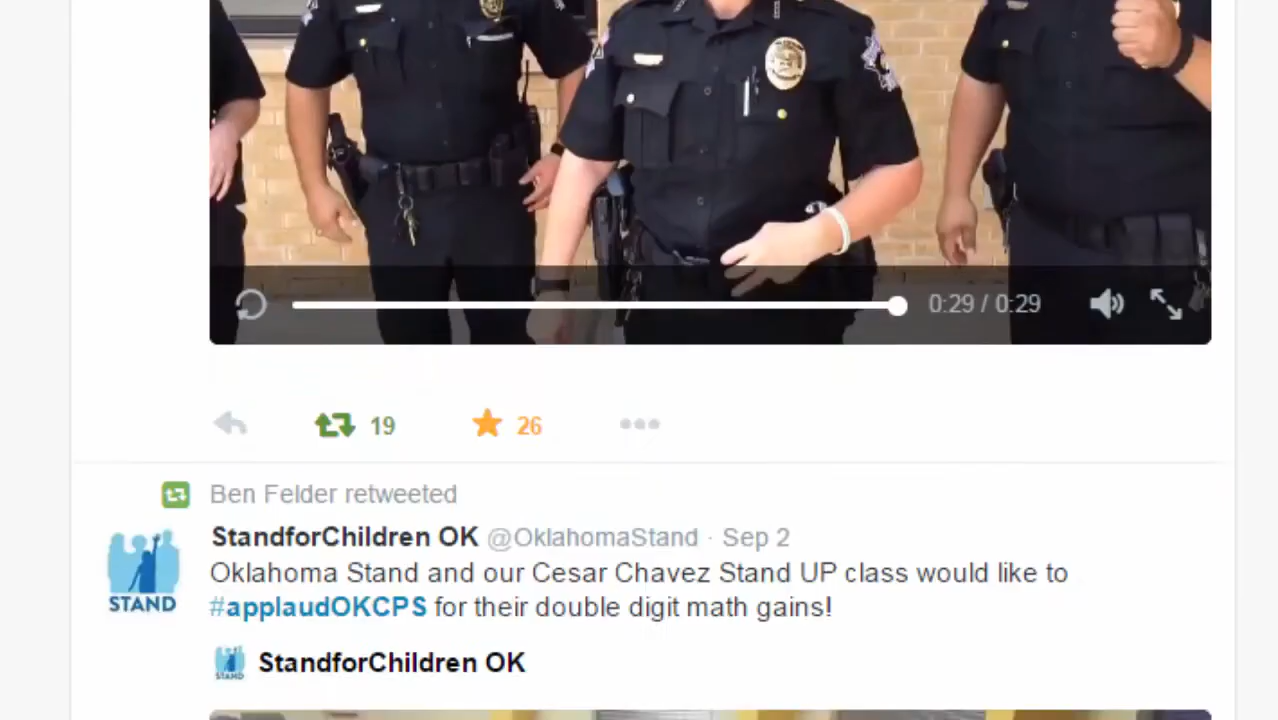 0:29 / 0:29
19
26
Ben Felder retweeted
StandforChildren OK @OklahomaStand · Sep 2
Oklahoma Stand and our Cesar Chavez Stand UP class would like to
#applaudOKCPS for their double digit math gains!
STAND
StandforChildren OK
STAND